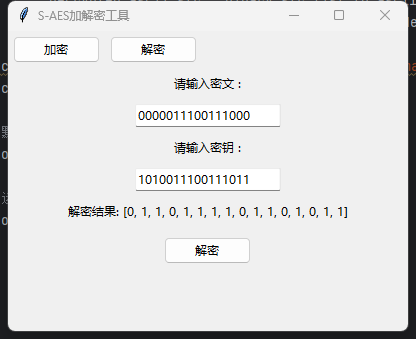 S-AES加解密工具
加密 解密
请输入密文：
0000011100111000
请输入密钥：
1010011100111011
解密结果: [0, 1, 1, 0, 1, 1, 1, 1, 0, 1, 1, 0, 1, 0, 1, 1]
解密